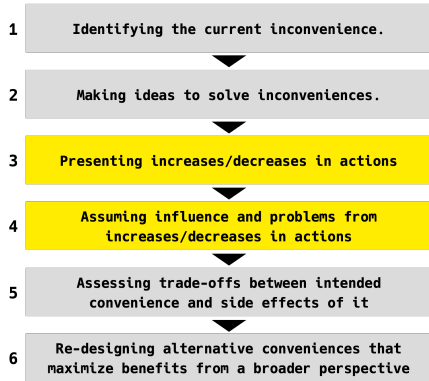 1 Identifying the current inconvenience.
2 Making ideas to solve inconveniences.
3 Presenting increases/decreases in actions
4 Assuming influence and problems from
increases/decreases in actions
5 Assessing trade-offs between intended
convenience and side effects of it
6 Re-designing alternative conveniences that
maximize benefits from a broader perspective